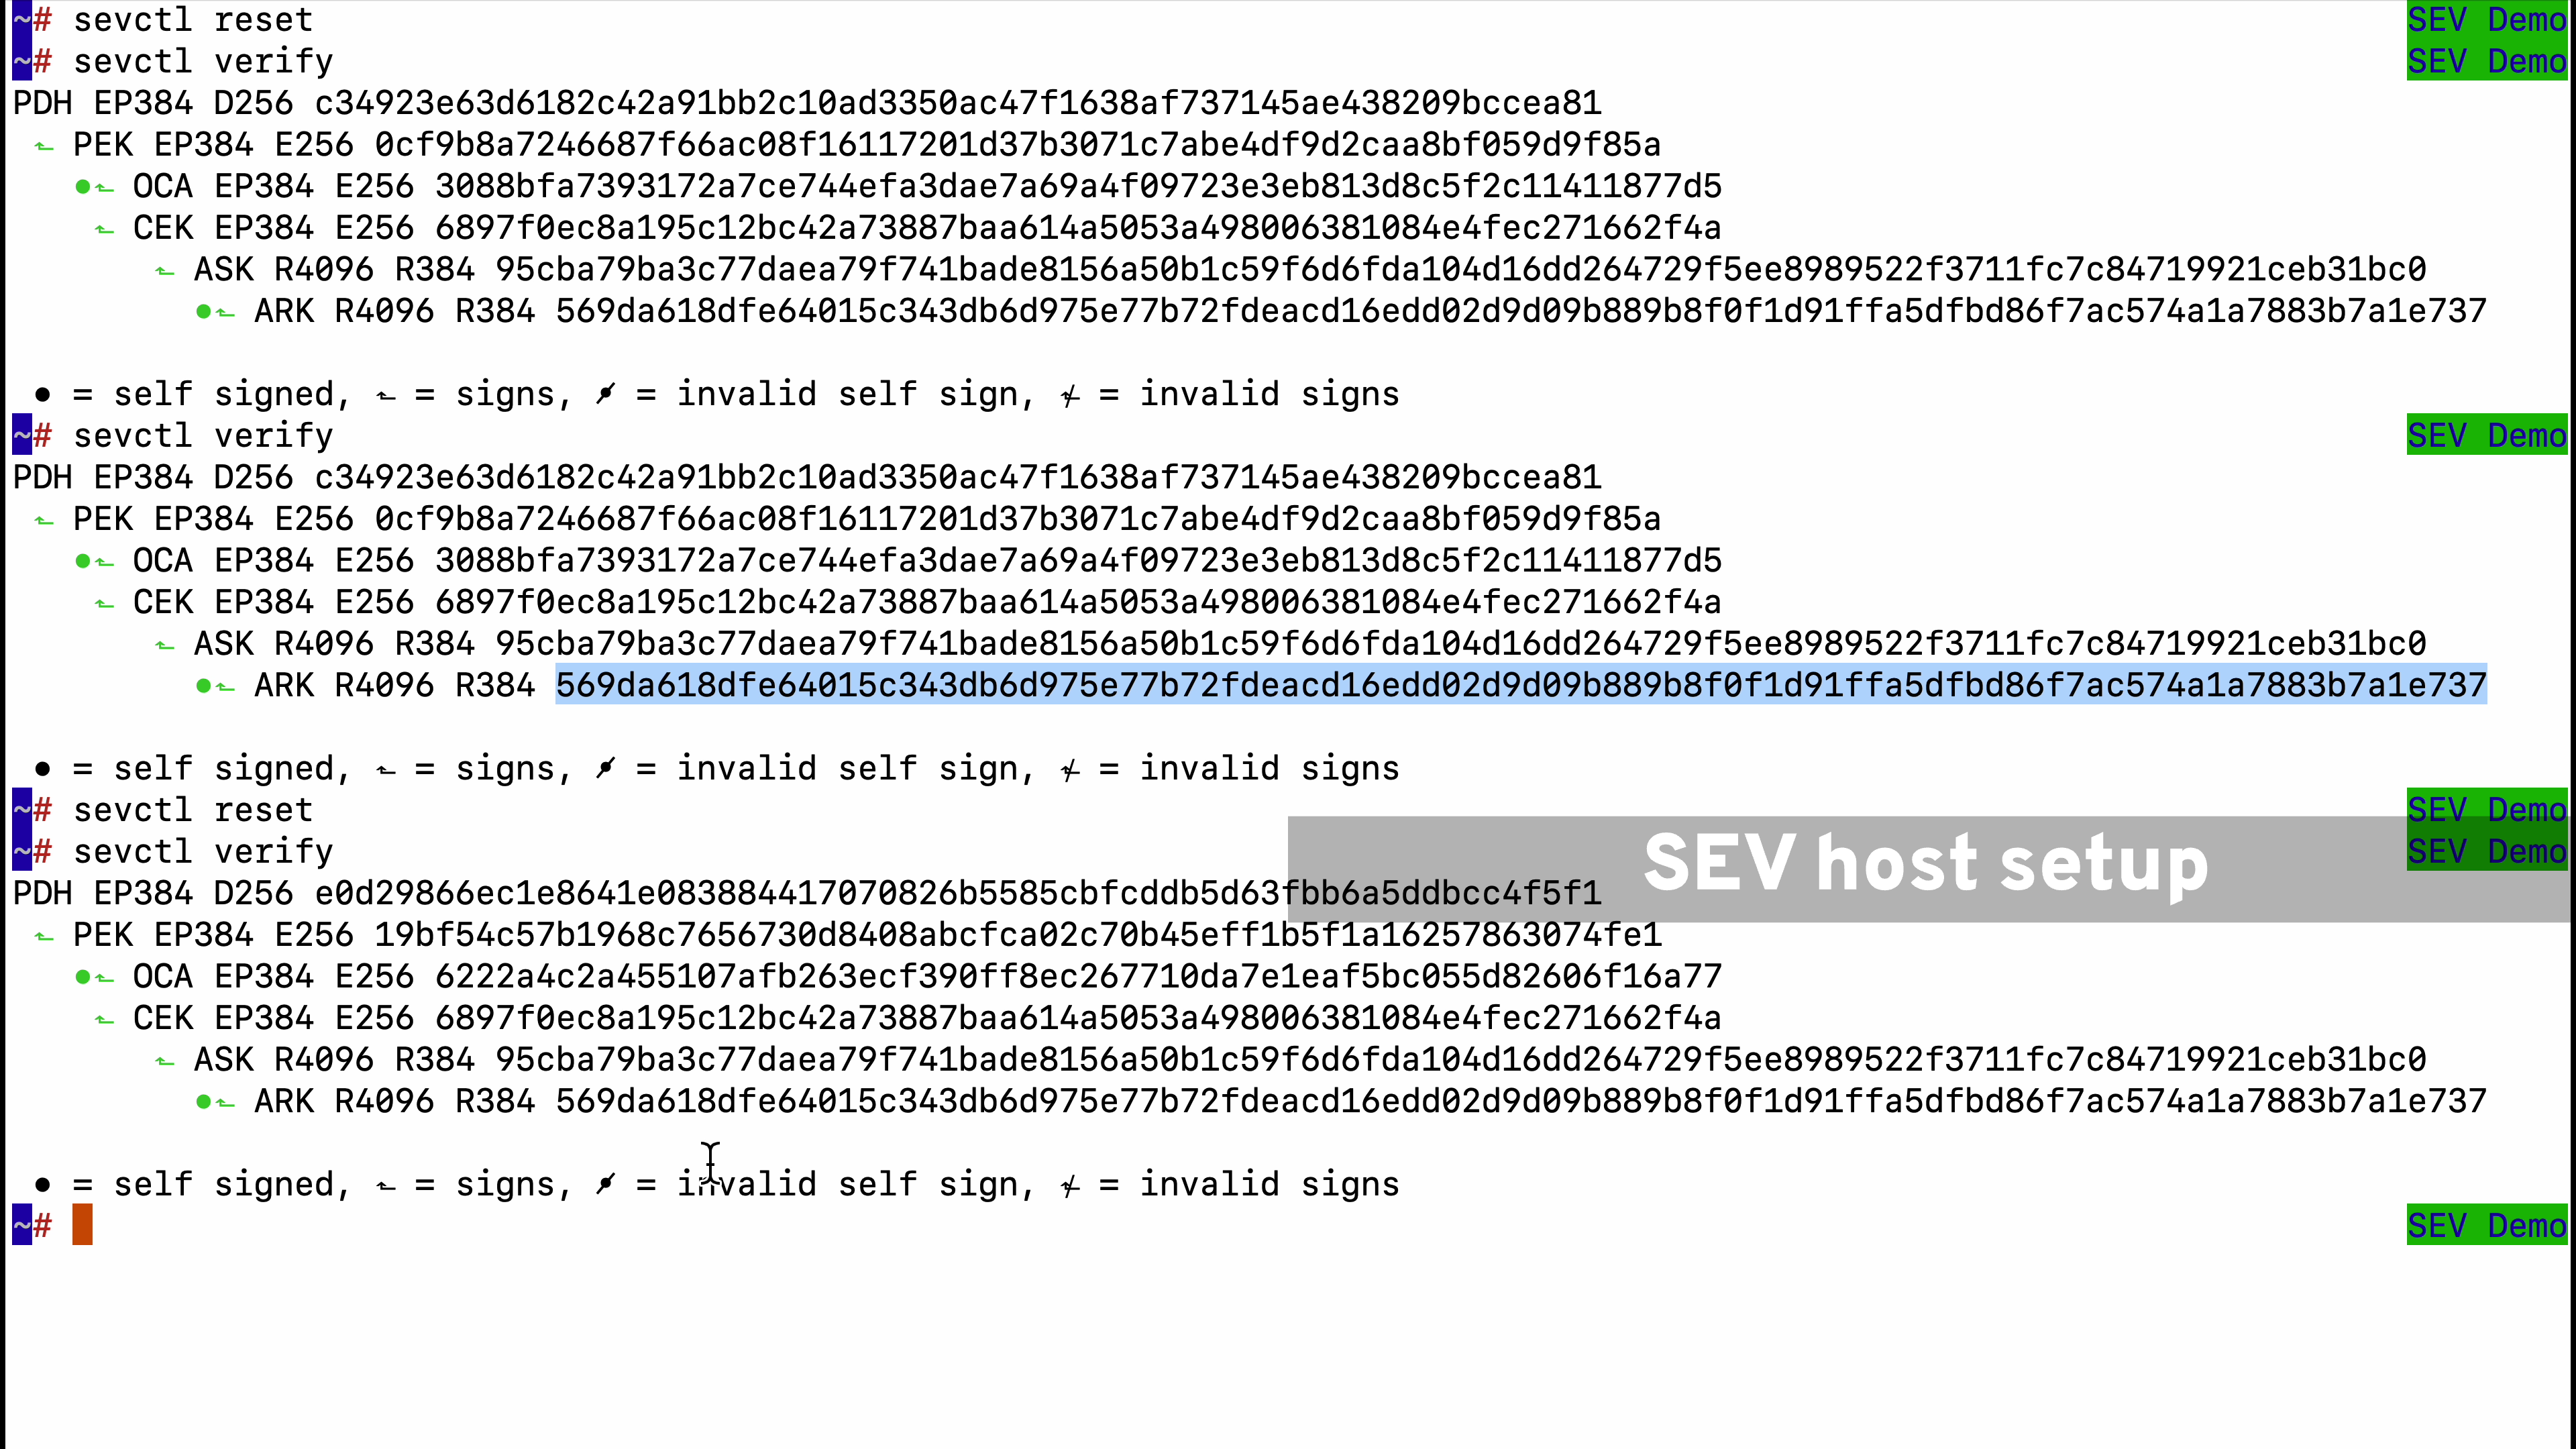 ~# sevctl reset SEV Demo
~# sevctl verify SEV Demo
PDH EP384 D256 c34923e63d6182c42a91bb2c10ad3350ac47f1638af737145ae438209bccea81
⬑ PEK EP384 E256 0cf9b8a7246687f66ac08f16117201d37b3071c7abe4df9d2caa8bf059d9f85a
●⬑ OCA EP384 E256 3088bfa7393172a7ce744efa3dae7a69a4f09723e3eb813d8c5f2c11411877d5
⬑ CEK EP384 E256 6897f0ec8a195c12bc42a73887baa614a5053a498006381084e4fec271662f4a
⬑ ASK R4096 R384 95cba79ba3c77daea79f741bade8156a50b1c59f6d6fda104d16dd264729f5ee8989522f3711fc7c84719921ceb31bc0
●⬑ ARK R4096 R384 569da618dfe64015c343db6d975e77b72fdeacd16edd02d9d09b889b8f0f1d91ffa5dfbd86f7ac574a1a7883b7a1e737
• = self signed, ⬑ = signs, •̷ = invalid self sign, ⬑̸ = invalid signs
~# sevctl verify SEV Demo
PDH EP384 D256 c34923e63d6182c42a91bb2c10ad3350ac47f1638af737145ae438209bccea81
⬑ PEK EP384 E256 0cf9b8a7246687f66ac08f16117201d37b3071c7abe4df9d2caa8bf059d9f85a
●⬑ OCA EP384 E256 3088bfa7393172a7ce744efa3dae7a69a4f09723e3eb813d8c5f2c11411877d5
⬑ CEK EP384 E256 6897f0ec8a195c12bc42a73887baa614a5053a498006381084e4fec271662f4a
⬑ ASK R4096 R384 95cba79ba3c77daea79f741bade8156a50b1c59f6d6fda104d16dd264729f5ee8989522f3711fc7c84719921ceb31bc0
●⬑ ARK R4096 R384 569da618dfe64015c343db6d975e77b72fdeacd16edd02d9d09b889b8f0f1d91ffa5dfbd86f7ac574a1a7883b7a1e737
• = self signed, ⬑ = signs, •̷ = invalid self sign, ⬑̸ = invalid signs
~# sevctl reset SEV Demo
~# sevctl verify SEV Demo
SEV host setup
PDH EP384 D256 e0d29866ec1e8641e083884417070826b5585cbfcddb5d63fbb6a5ddbcc4f5f1
⬑ PEK EP384 E256 19bf54c57b1968c7656730d8408abcfca02c70b45eff1b5f1a16257863074fe1
●⬑ OCA EP384 E256 6222a4c2a455107afb263ecf390ff8ec267710da7e1eaf5bc055d82606f16a77
⬑ CEK EP384 E256 6897f0ec8a195c12bc42a73887baa614a5053a498006381084e4fec271662f4a
⬑ ASK R4096 R384 95cba79ba3c77daea79f741bade8156a50b1c59f6d6fda104d16dd264729f5ee8989522f3711fc7c84719921ceb31bc0
●⬑ ARK R4096 R384 569da618dfe64015c343db6d975e77b72fdeacd16edd02d9d09b889b8f0f1d91ffa5dfbd86f7ac574a1a7883b7a1e737
• = self signed, ⬑ = signs, •̷ = invalid self sign, ⬑̸ = invalid signs
~# SEV Demo